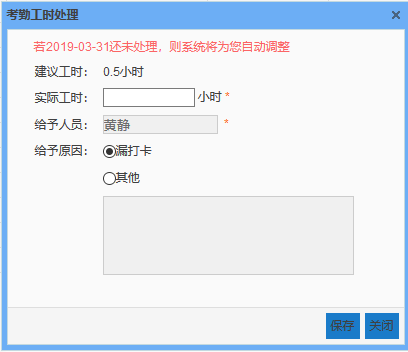 考勤工时处理
若2019-03-31还未处理，则系统将为您自动调整
建议工时： 0.5小时
实际工时： 小时 *
给予人员： 黄静 *
给予原因： 漏打卡
其他
保存 关闭